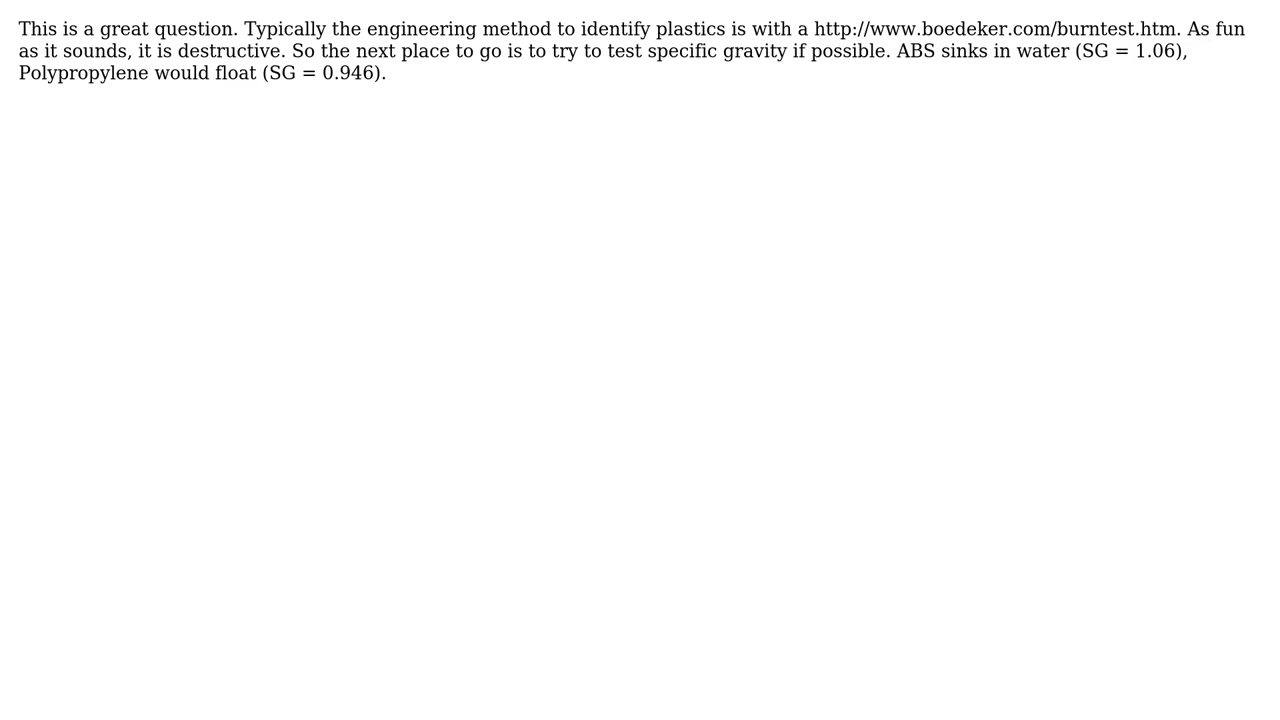 This is a great question. Typically the engineering method to identify plastics is with a http://www.boedeker.com/burntest.htm. As fun
as it sounds, it is destructive. So the next place to go is to try to test specific gravity if possible. ABS sinks in water (SG = 1.06),
Polypropylene would float (SG = 0.946).